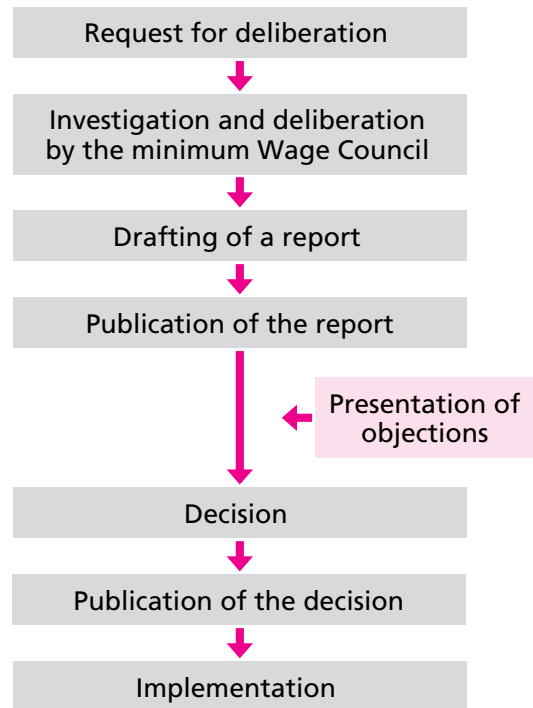 Request for deliberation
Investigation and deliberation
by the minimum Wage Council
Drafting of a report
Publication of the report
Presentation of
objections
Decision
Publication of the decision
Implementation